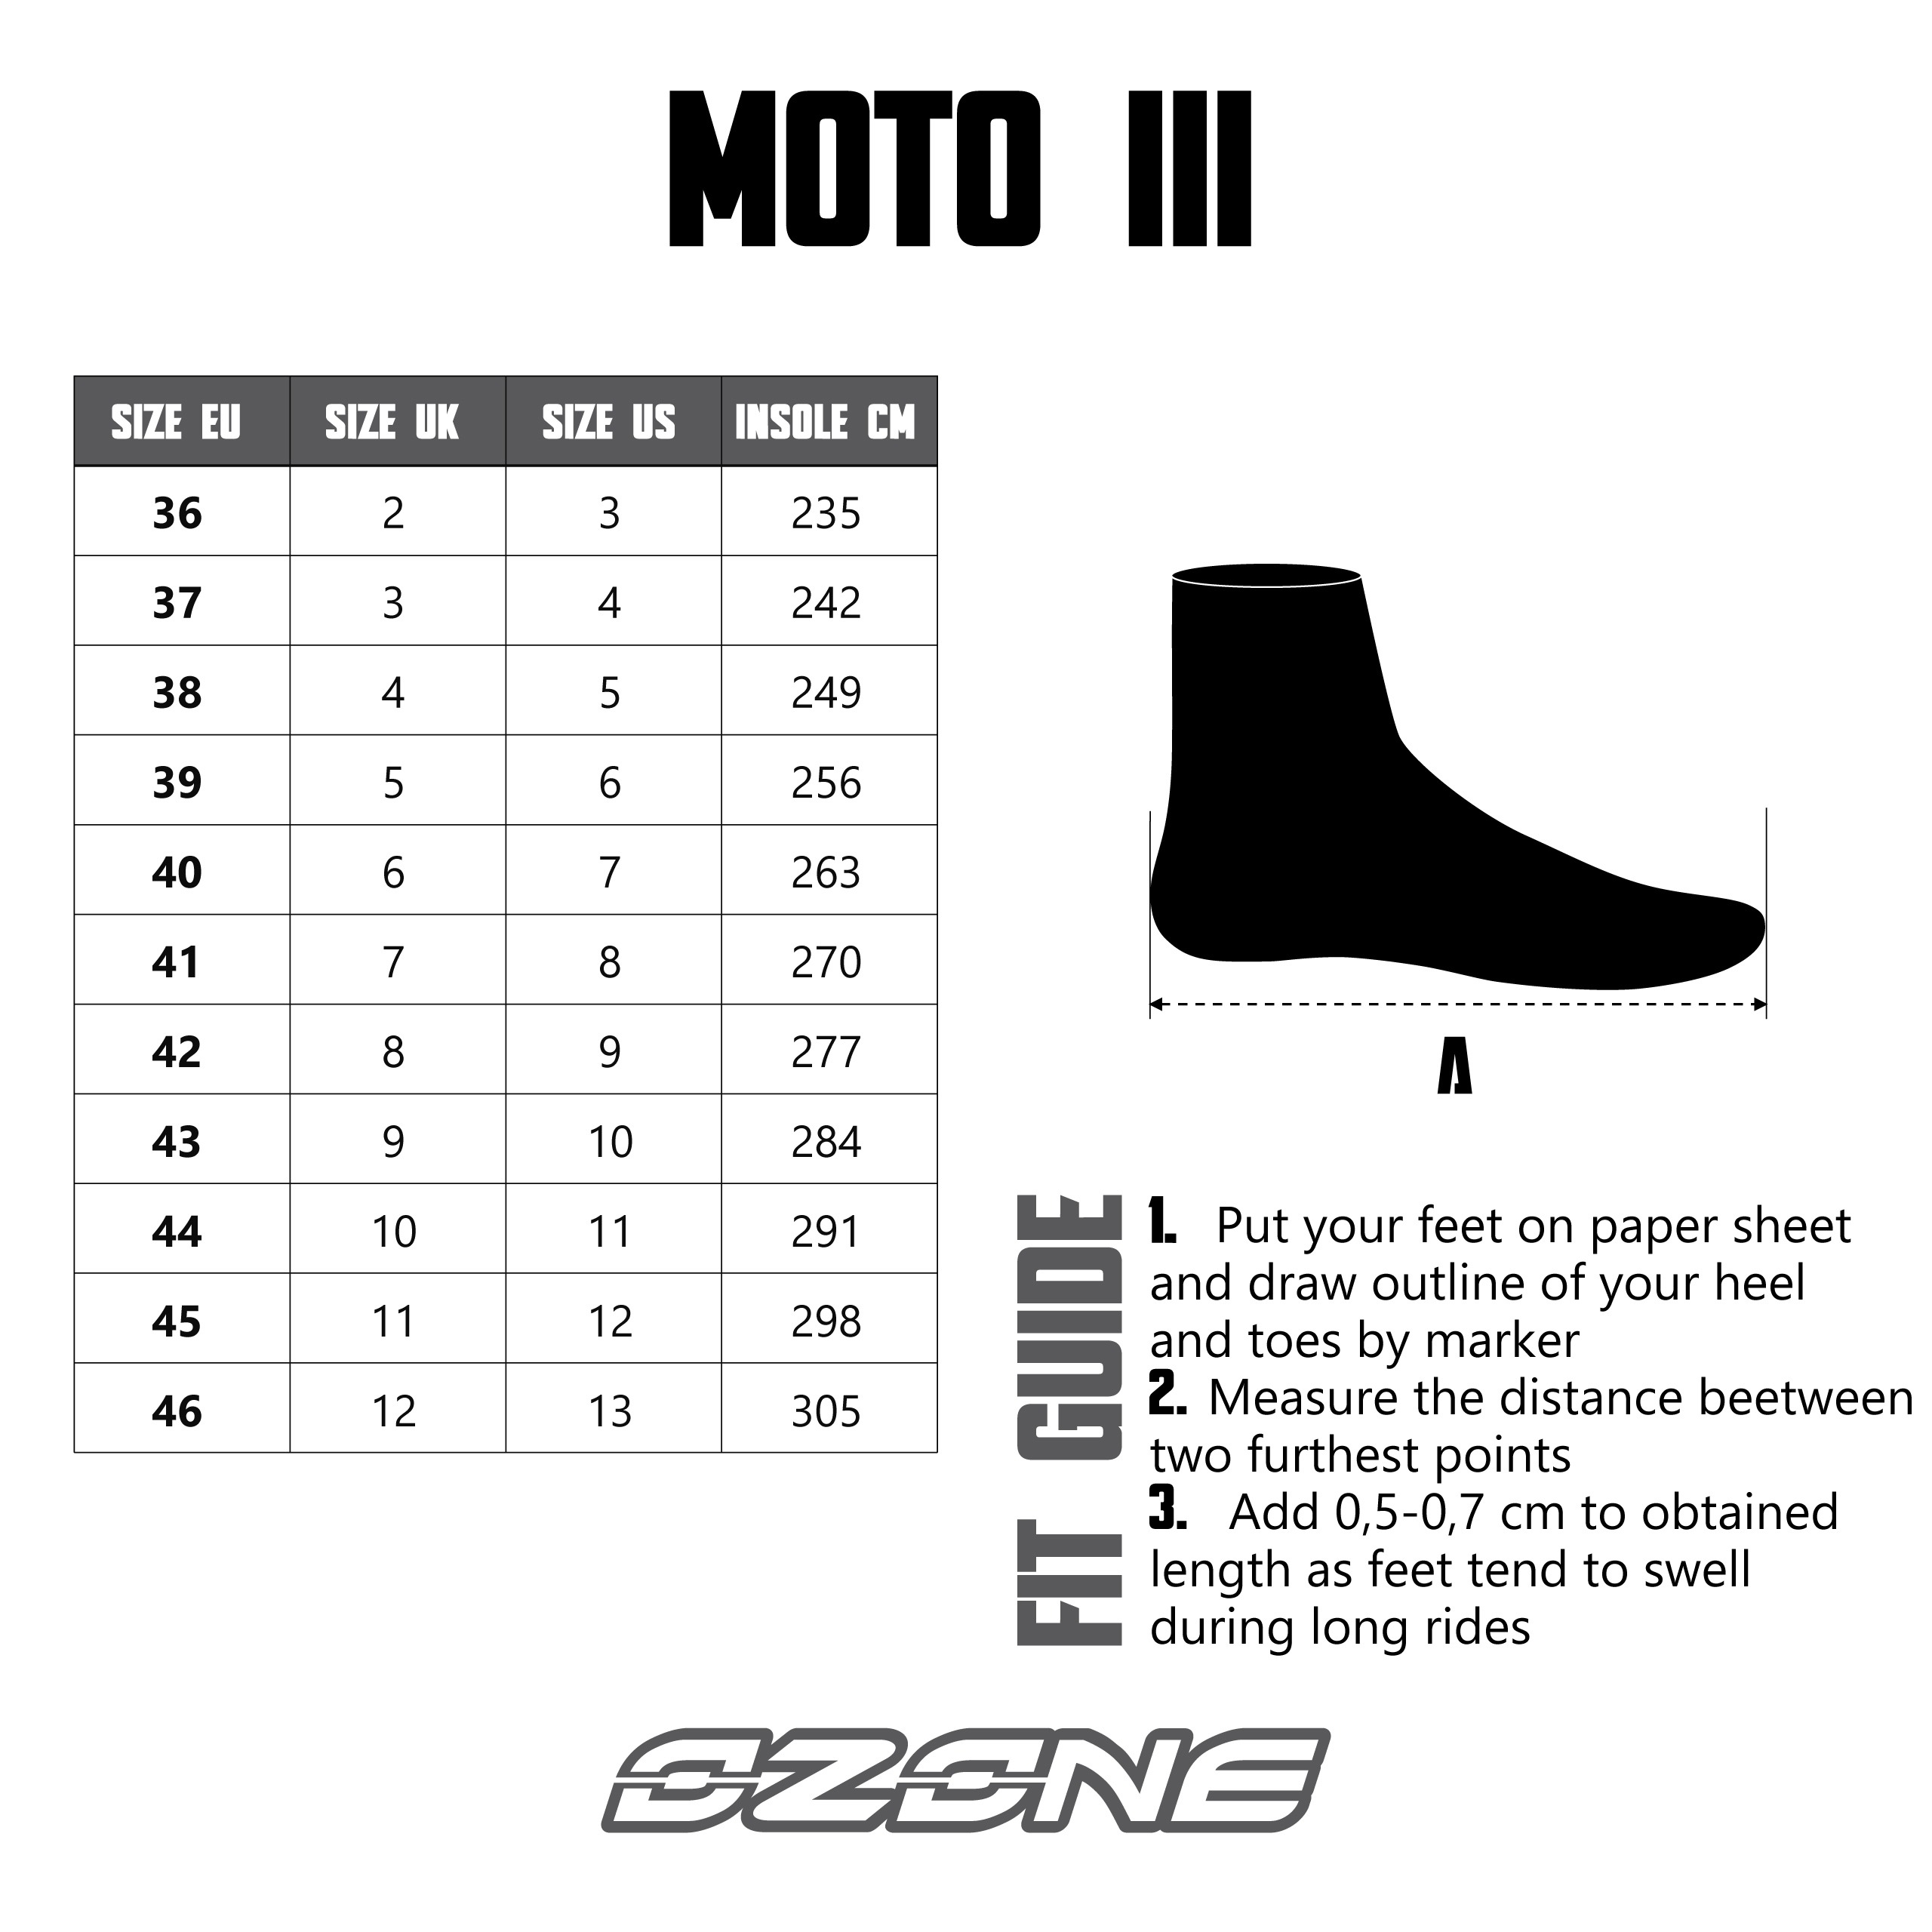 MOTO III
SIZE EU SIZE UK SIZE US INSOLE CM
36 2 3 235
37 3 4 242
38 4 5 249
39 5 6 256
40 6 7 263
41 7 8 270
42 8 9 277
43 9 10 284
44 10 11 291
45 11 12 298
46 12 13 305
A
FIT GUIDE
1. Put your feet on paper sheet
and draw outline of your heel
and toes by marker
2. Measure the distance beetween
two furthest points
3. Add 0,5-0,7 cm to obtained
length as feet tend to swell
during long rides
OZONE